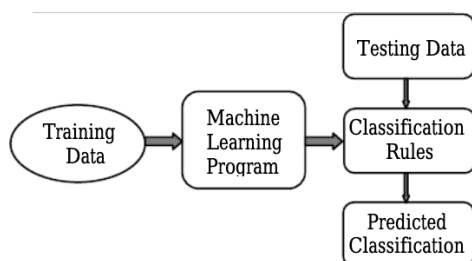 Testing Data
Training
Data
Machine
Learning
Program
Classification
Rules
Predicted
Classification